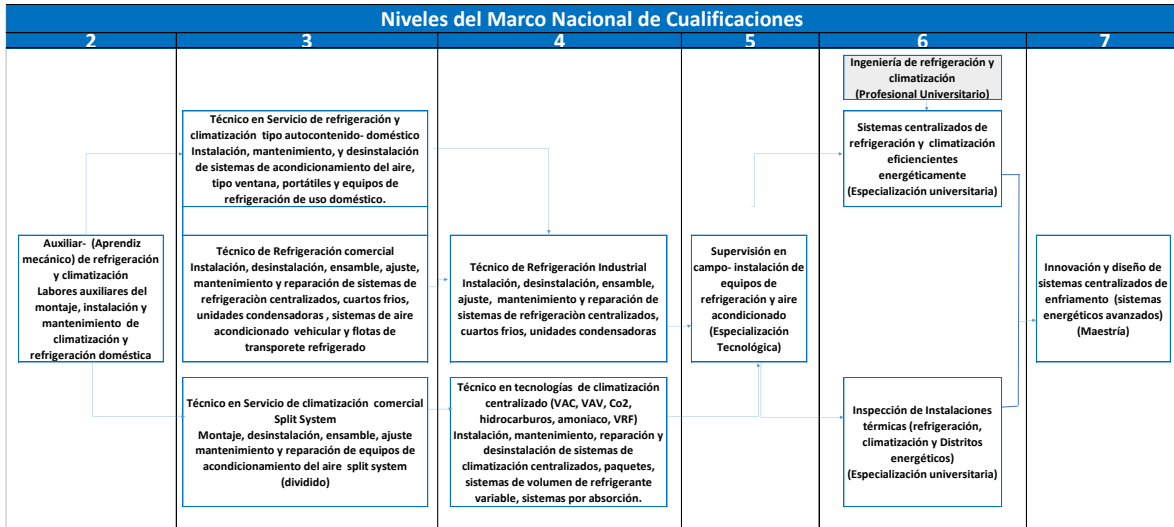 Niveles del Marco Nacional de Cualificaciones
2
3
4
5
6
7
Auxiliar- (Aprendiz
mecánico) de refrigeración
y climatización
Labores auxiliares del
montaje, instalación y
mantenimiento de
climatización y
refrigeración doméstica
Técnico en Servicio de refrigeración y
climatización tipo autocontenido- doméstico
Instalación, mantenimiento, y desinstalación
de sistemas de acondicionamiento del aire,
tipo ventana, portátiles y equipos de
refrigeración de uso doméstico.
Técnico de Refrigeración comercial
Instalación, desinstalación, ensamble, ajuste,
mantenimiento y reparación de sistemas de
refrigeraciòn centralizados, cuartos frios,
unidades condensadoras , sistemas de aire
acondicionado vehicular y flotas de
transporete refrigerado
Técnico en Servicio de climatización comercial
Split System
Montaje, desinstalación, ensamble, ajuste
mantenimiento y reparación de equipos de
acondicionamiento del aire split system
(dividido)
Técnico de Refrigeración Industrial
Instalación, desinstalación, ensamble,
ajuste, mantenimiento y reparación de
sistemas de refrigeraciòn centralizados,
cuartos frios, unidades condensadoras
Técnico en tecnologías de climatización
centralizado (VAC, VAV, Co2,
hidrocarburos, amoniaco, VRF)
Instalación, mantenimiento, reparación y
desinstalación de sistemas de
climatización centralizados, paquetes,
sistemas de volumen de refrigerante
variable, sistemas por absorción.
Supervisión en
campo- instalación de
equipos de
refrigeración y aire
acondicionado
(Especialización
Tecnológica)
Ingeniería de refrigeración y
climatización
(Profesional Universitario)
Sistemas centralizados de
refrigeración y climatización
eficiencientes
energéticamente
(Especialización universitaria)
Inspección de Instalaciones
térmicas (refrigeración,
climatización y Distritos
energéticos)
(Especialización universitaria)
Innovación y diseño de
sistemas centralizados de
enfriamento (sistemas
energéticos avanzados)
(Maestría)